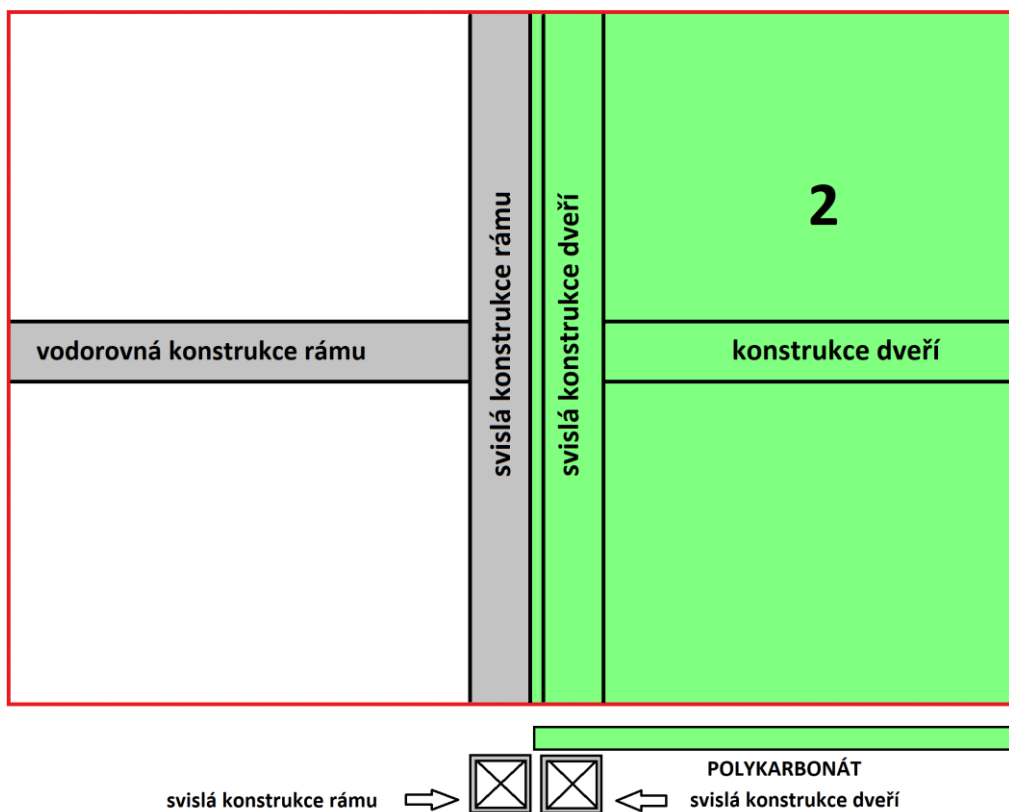 2
svislá konstrukce rámu
svislá konstrukce dveří
vodorovná konstrukce rámu
konstrukce dveří
POLYKARBONÁT
svislá konstrukce rámu
svislá konstrukce dveří